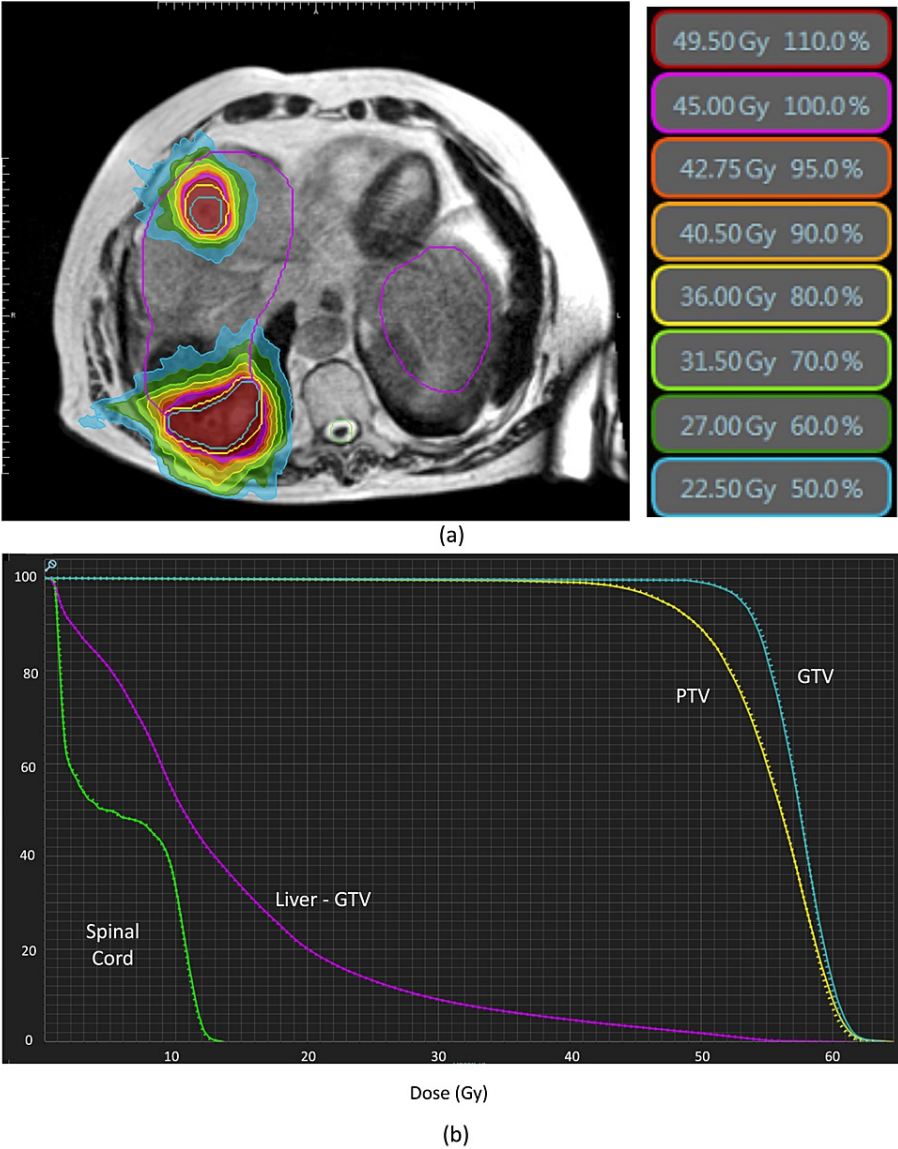 A
R
L
49.50 Gy 110.0 %
45.00 Gy 100.0 %
42.75 Gy 95.0 %
40.50 Gy 90.0 %
36.00 Gy 80.0 %
31.50 Gy 70.0 %
27.00 Gy 60.0 %
22.50 Gy 50.0 %
(a)
100
80
60
40
20
0
GTV
PTV
Liver - GTV
Spinal
Cord
10 20 30 40 50 60
Dose (Gy)
(b)